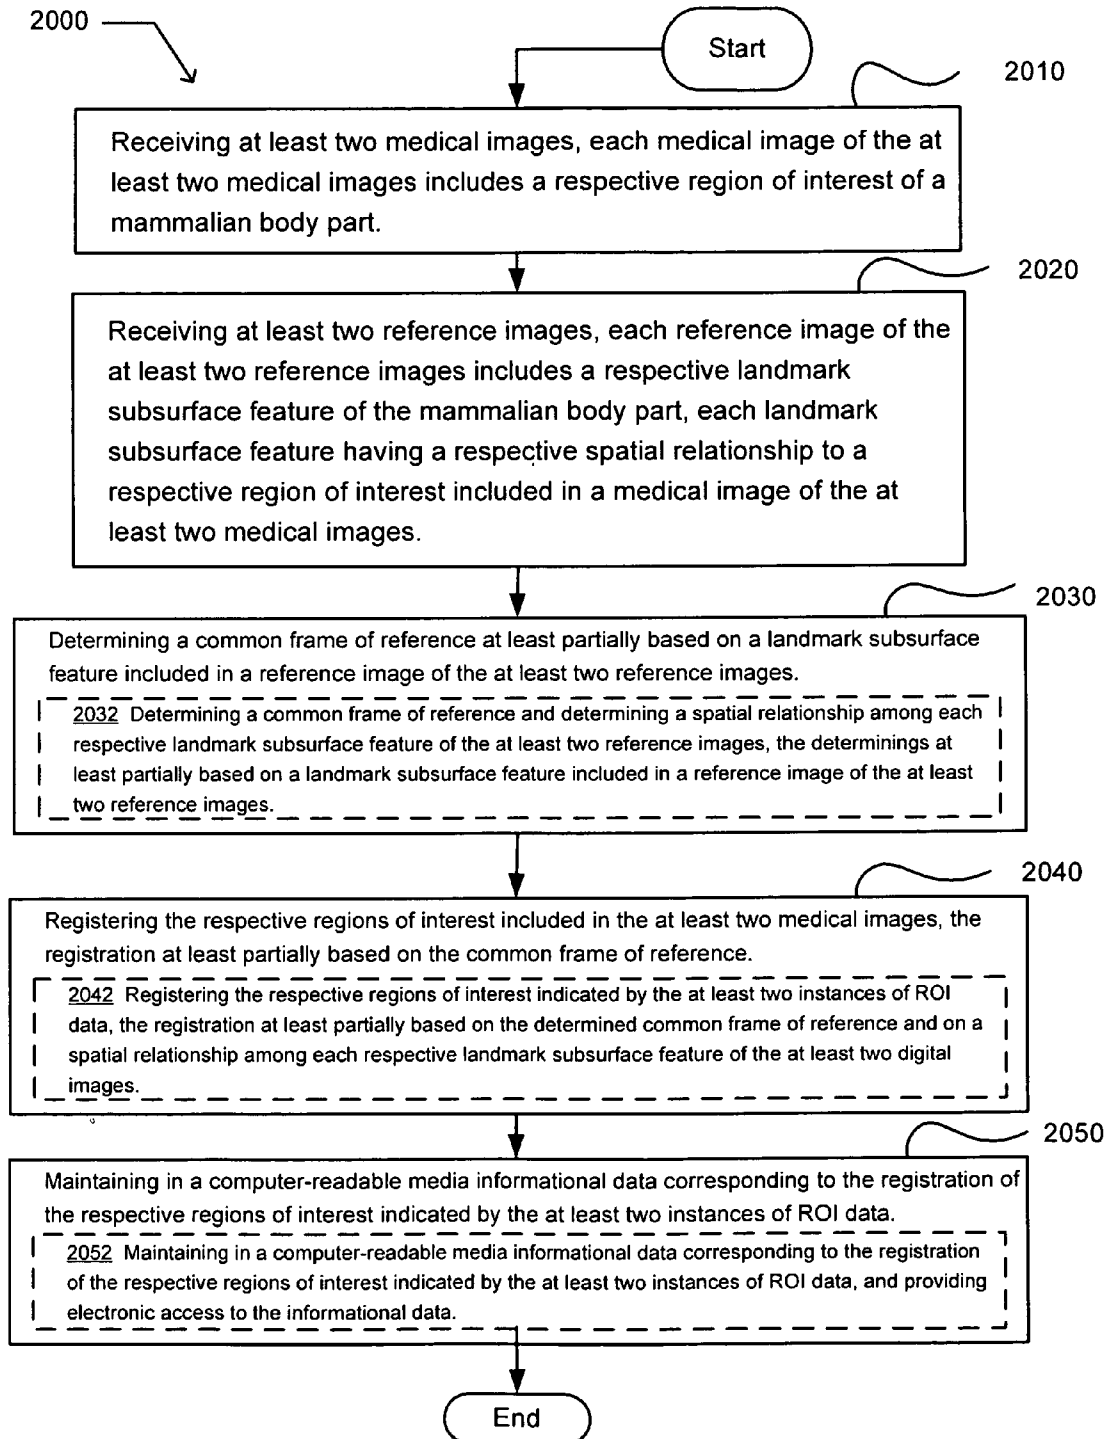 2000
Start
2010
Receiving at least two medical images, each medical image of the at
least two medical images includes a respective region of interest of a
mammalian body part.
2020
Receiving at least two reference images, each reference image of the
at least two reference images includes a respective landmark
subsurface feature of the mammalian body part, each landmark
subsurface feature having a respective spatial relationship to a
respective region of interest included in a medical image of the at
least two medical images.
2030
Determining a common frame of reference at least partially based on a landmark subsurface
feature included in a reference image of the at least two reference images.
2032 Determining a common frame of reference and determining a spatial relationship among each
respective landmark subsurface feature of the at least two reference images, the determinings at
least partially based on a landmark subsurface feature included in a reference image of the at least
two reference images.
2040
Registering the respective regions of interest included in the at least two medical images, the
registration at least partially based on the common frame of reference.
2042 Registering the respective regions of interest indicated by the at least two instances of ROI
data, the registration at least partially based on the determined common frame of reference and on a
spatial relationship among each respective landmark subsurface feature of the at least two digital
images.
2050
Maintaining in a computer-readable media informational data corresponding to the registration of
the respective regions of interest indicated by the at least two instances of ROI data.
2052 Maintaining in a computer-readable media informational data corresponding to the registration
of the respective regions of interest indicated by the at least two instances of ROI data, and providing
electronic access to the informational data.
End